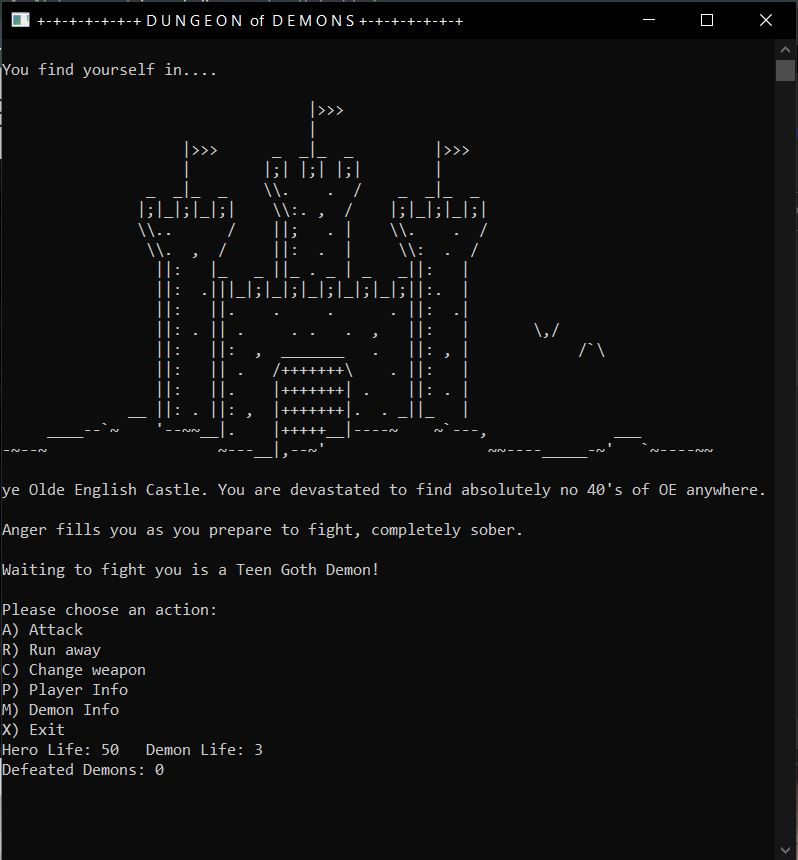 +-+-+-+-+-+ D U N G E O N of D E M O N S +-+-+-+-+-+
You find yourself in....
ye Olde English Castle. You are devastated to find absolutely no 40's of OE anywhere.
Anger fills you as you prepare to fight, completely sober.
Waiting to fight you is a Teen Goth Demon!
Please choose an action:
A) Attack
R) Run away
C) Change weapon
P) Player Info
M) Demon Info
X) Exit
Hero Life: 50   Demon Life: 3
Defeated Demons: 0